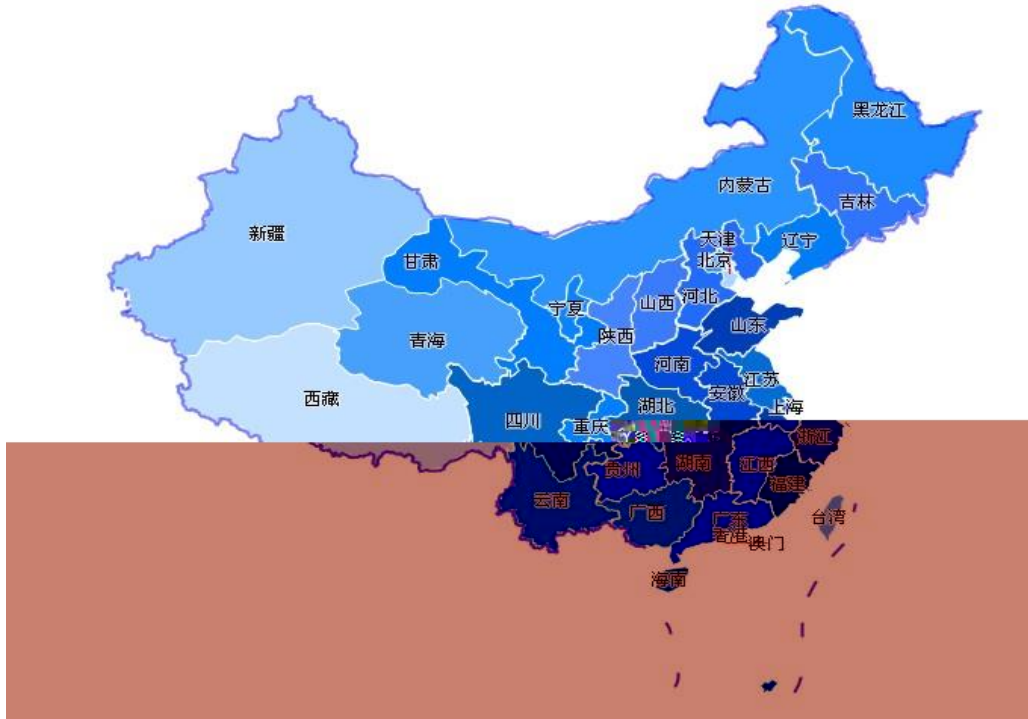 黑龙江
内蒙古
吉林
新疆
天津
辽宁
甘肃
北京
宁夏
山西
河北
陕西
山东
青海
河南
江苏
安徽
西藏
湖北
上海
四川
重庆
浙江
贵州
湖南
江西
福建
云南
广西
广东
台湾
香港
澳门
海南